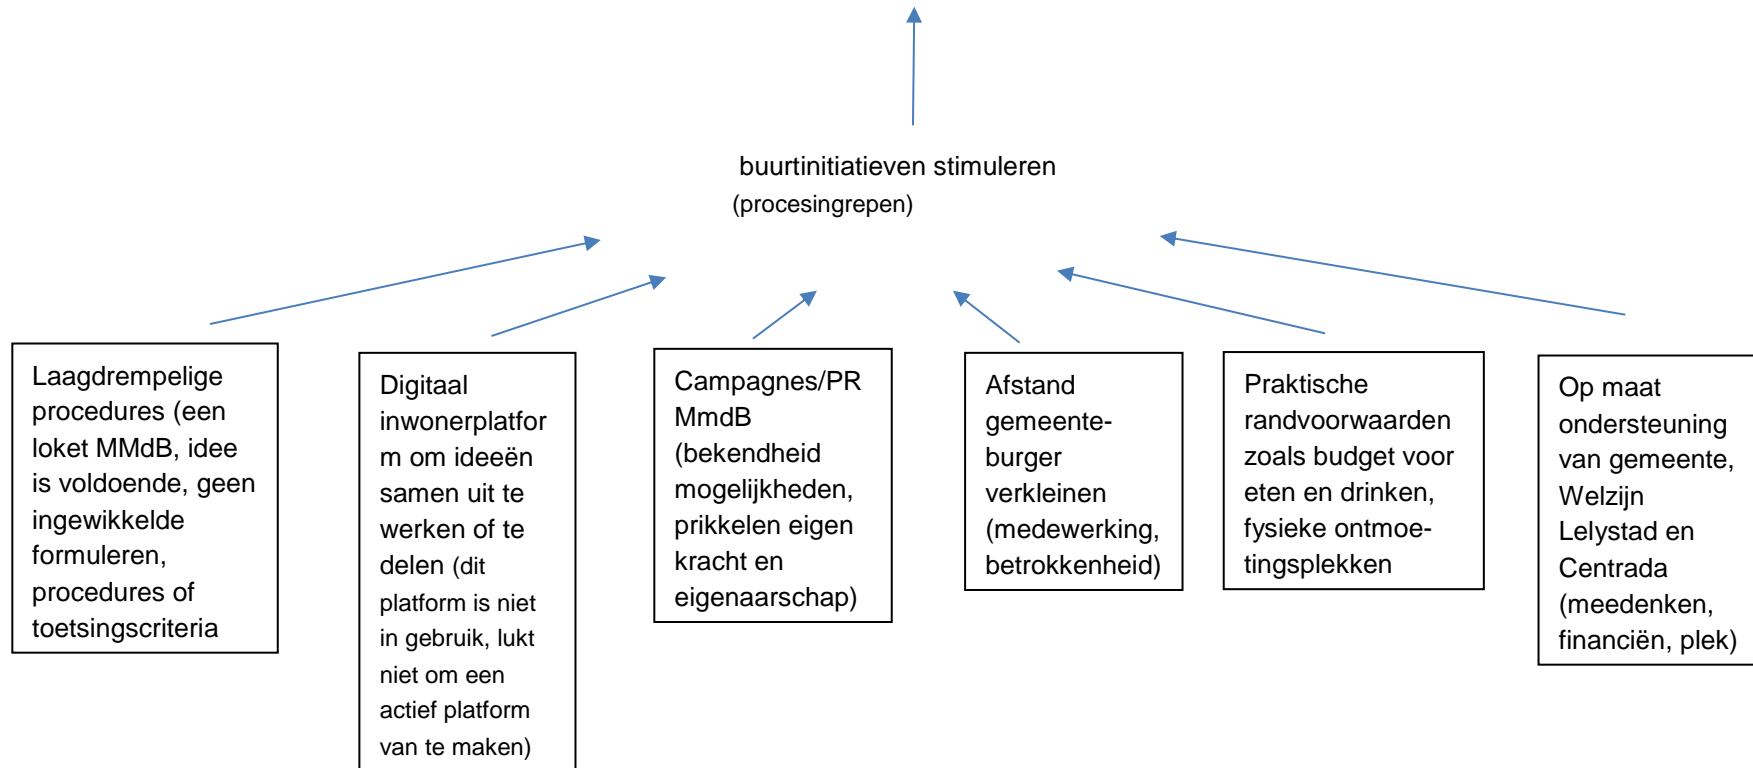 buurtinitiatieven stimuleren
(procesingrepen)
Laagdrempelige
procedures (een
loket MMdB, idee
is voldoende, geen
ingewikkelde
formuleren,
procedures of
toetsingscriteria
Digitaal
inwonerplatfor
m om ideeën
samen uit te
werken of te
delen (dit
platform is niet
in gebruik, lukt
niet om een
actief platform
van te maken)
Campagnes/PR
MmdB
(bekendheid
mogelijkheden,
prikkelen eigen
kracht en
eigenaarschap)
Afstand
gemeente-
burger
verkleinen
(medewerking,
betrokkenheid)
Praktische
randvoorwaarden
zoals budget voor
eten en drinken,
fysieke ontmoe-
tingsplekken
Op maat
ondersteuning
van gemeente,
Welzijn
Lelystad en
Centrada
(meedenken,
financiën, plek)